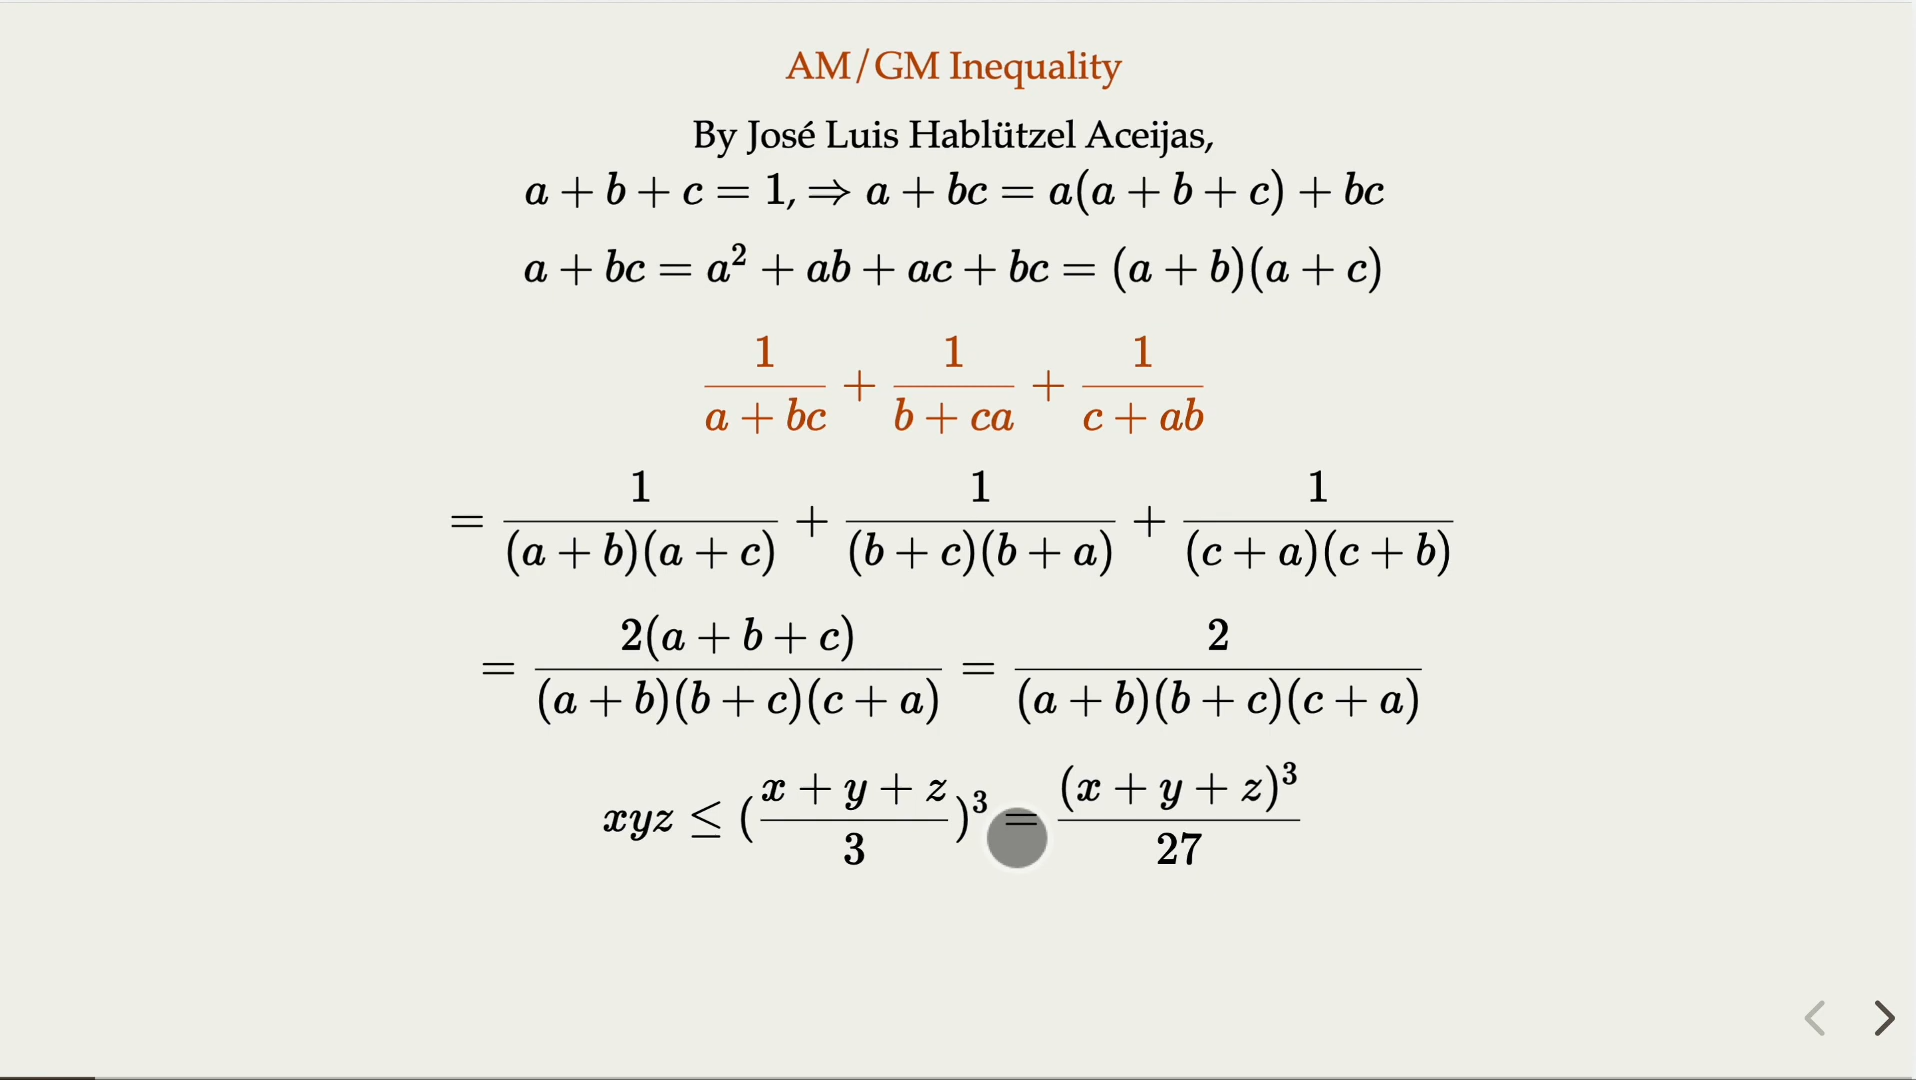 AM/GM Inequality
By José Luis Hablützel Aceijas,
a + b + c = 1, ⇒ a + bc = a(a + b + c) + bc
a + bc = a² + ab + ac + bc = (a + b)(a + c)
1/(a + bc) + 1/(b + ca) + 1/(c + ab)
= 1/((a + b)(a + c)) + 1/((b + c)(b + a)) + 1/((c + a)(c + b))
= 2(a + b + c)/((a + b)(b + c)(c + a)) = 2/((a + b)(b + c)(c + a))
xyz ≤ ((x + y + z)/3)³ = (x + y + z)³/27